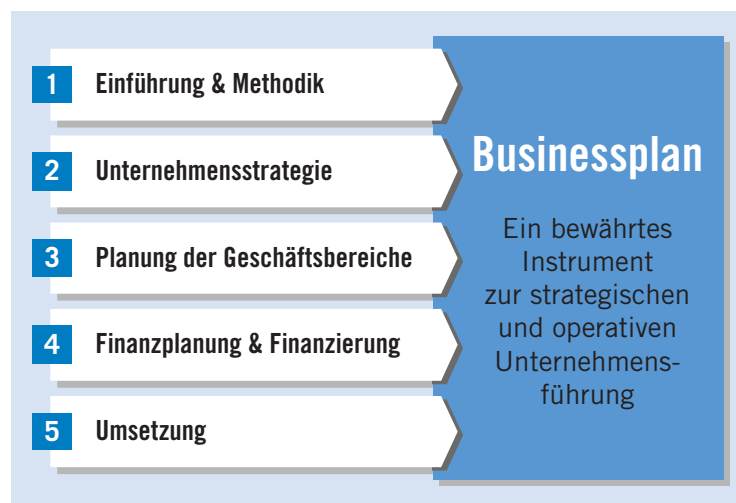 1 Einführung & Methodik
2 Unternehmensstrategie
3 Planung der Geschäftsbereiche
4 Finanzplanung & Finanzierung
5 Umsetzung
Businessplan
Ein bewährtes
Instrument
zur strategischen
und operativen
Unternehmens-
führung